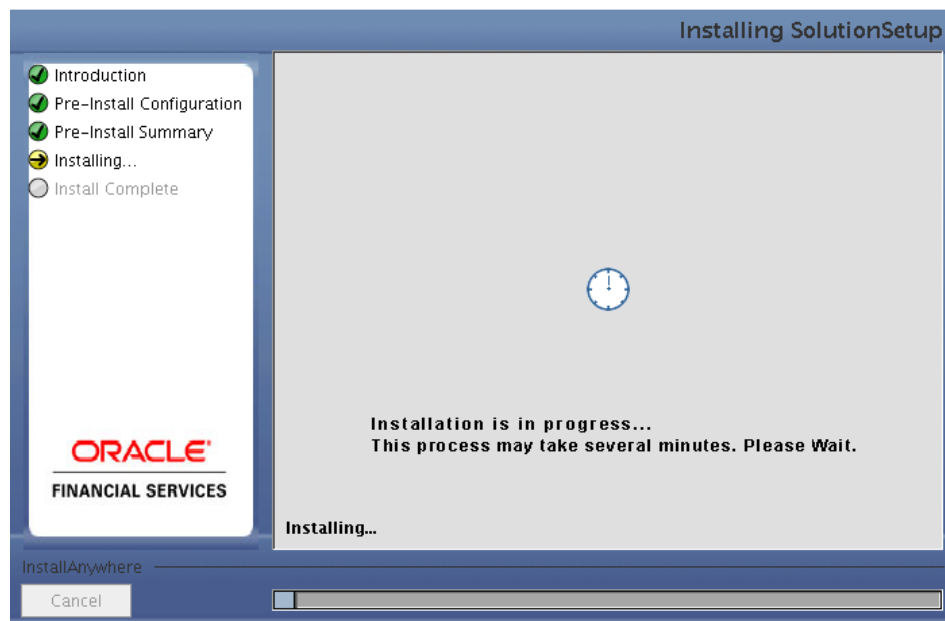 Installing SolutionSetup
Introduction
Pre-Install Configuration
Pre-Install Summary
Installing...
Install Complete
Installation is in progress...
This process may take several minutes. Please Wait.
ORACLE
FINANCIAL SERVICES
Installing...
InstallAnywhere
Cancel